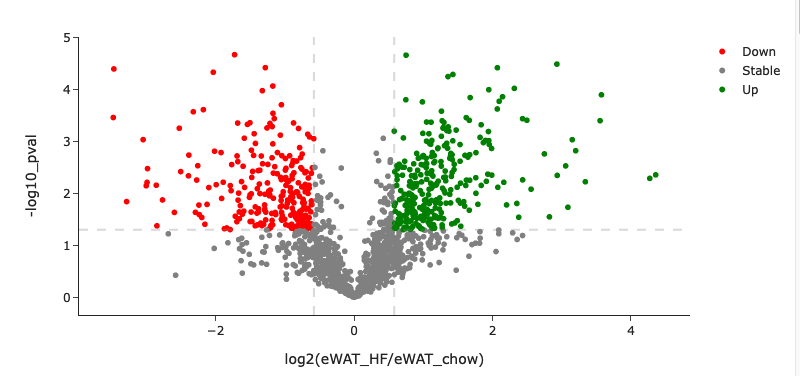 5
4
3
2
1
0
-log10_pval
−2
0
2
4
log2(eWAT_HF/eWAT_chow)
Down
Stable
Up